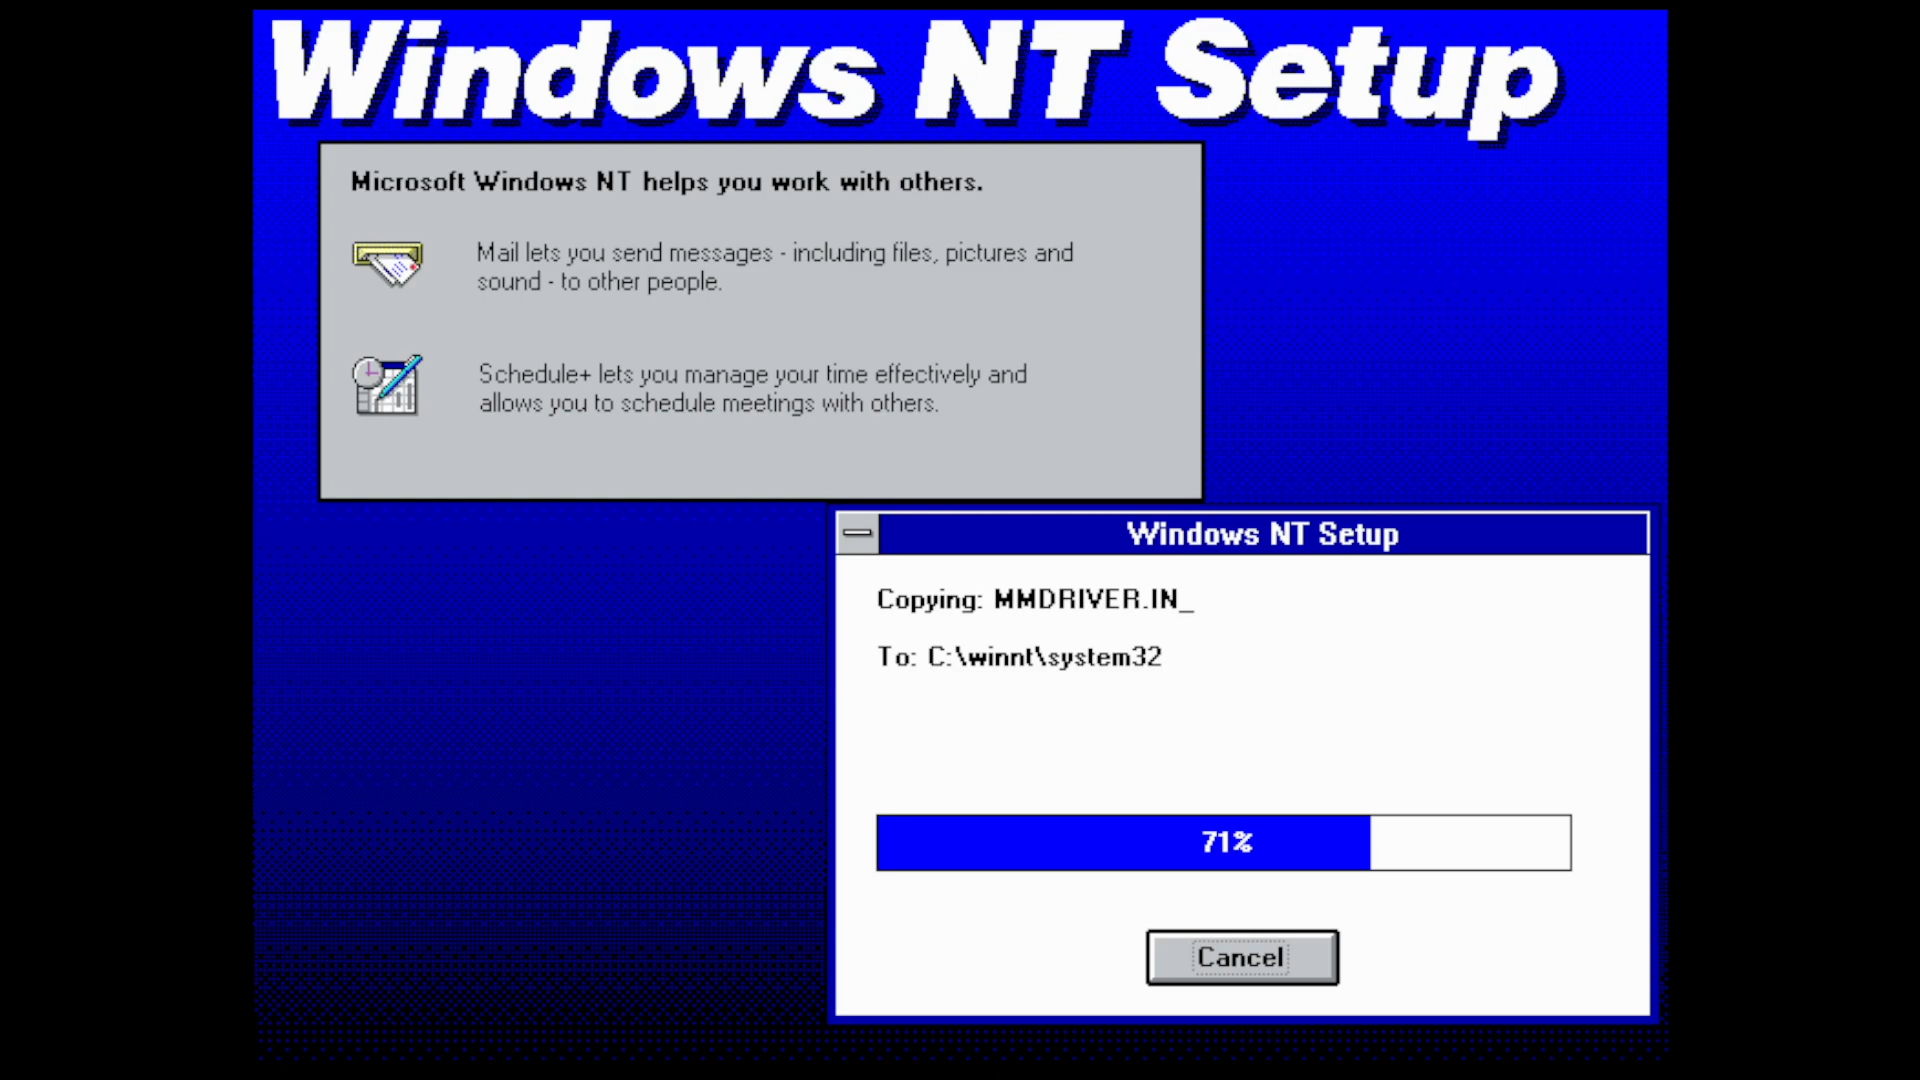 Windows NT Setup
Microsoft Windows NT helps you work with others.
Mail lets you send messages - including files, pictures and
sound - to other people.
Schedule+ lets you manage your time effectively and
allows you to schedule meetings with others.
Windows NT Setup
Copying: MMDRIVER.IN_
To: C:\winnt\system32
71%
Cancel